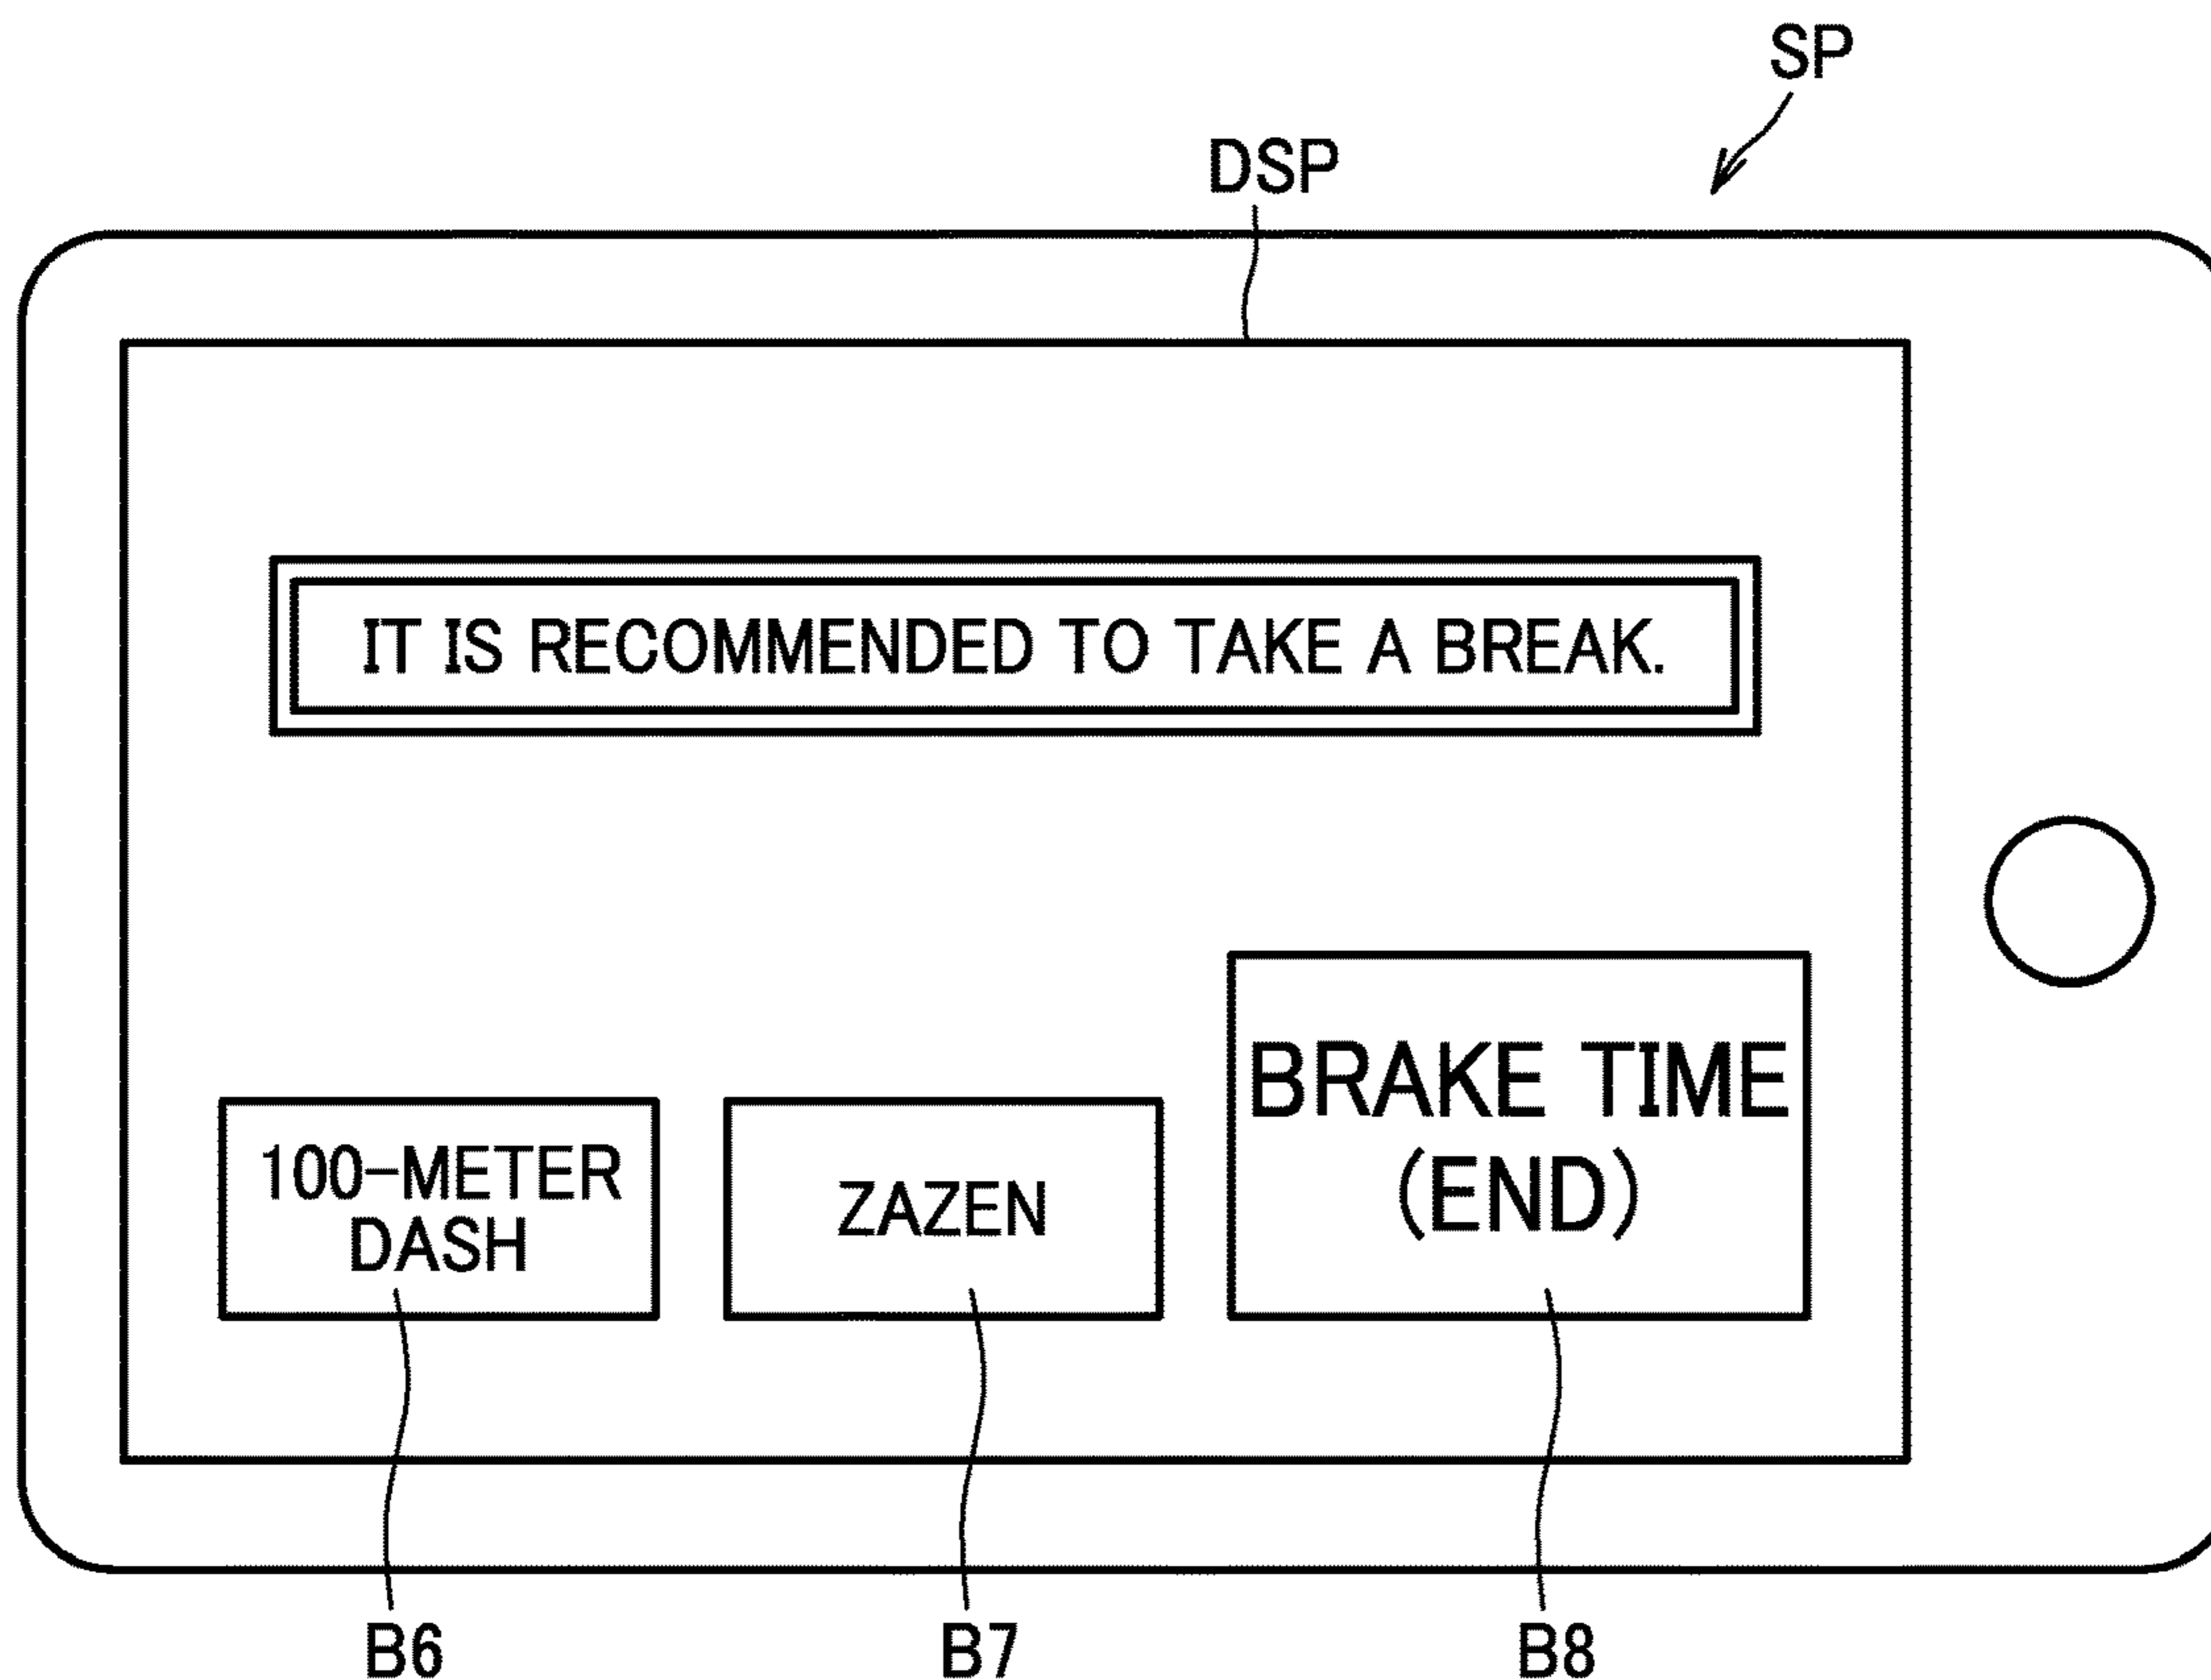 SP
DSP
IT IS RECOMMENDED TO TAKE A BREAK.
BRAKE TIME
(END)
100-METER
DASH
ZAZEN
B6
B7
B8